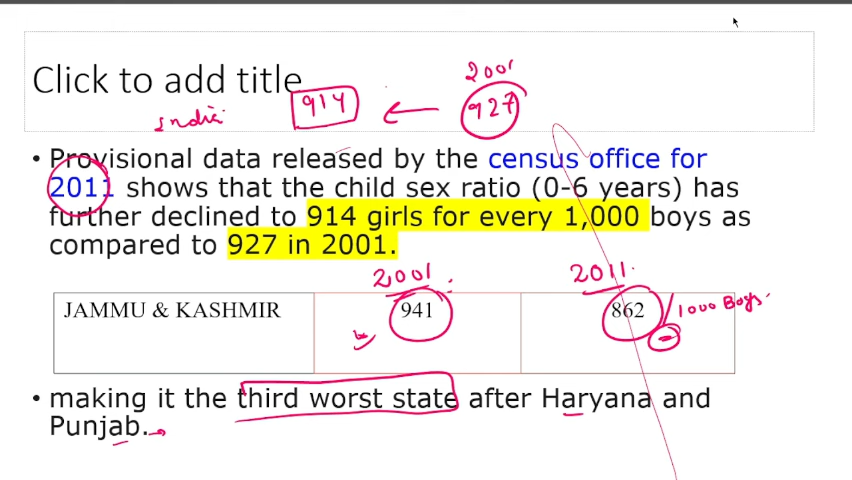 2001
Click to add title
914 ← 927
India
• Provisional data released by the census office for
2011 shows that the child sex ratio (0-6 years) has
further declined to 914 girls for every 1,000 boys as
compared to 927 in 2001.
2001 2011
JAMMU & KASHMIR 941 862 / 1000 Boys
• making it the third worst state after Haryana and
Punjab.